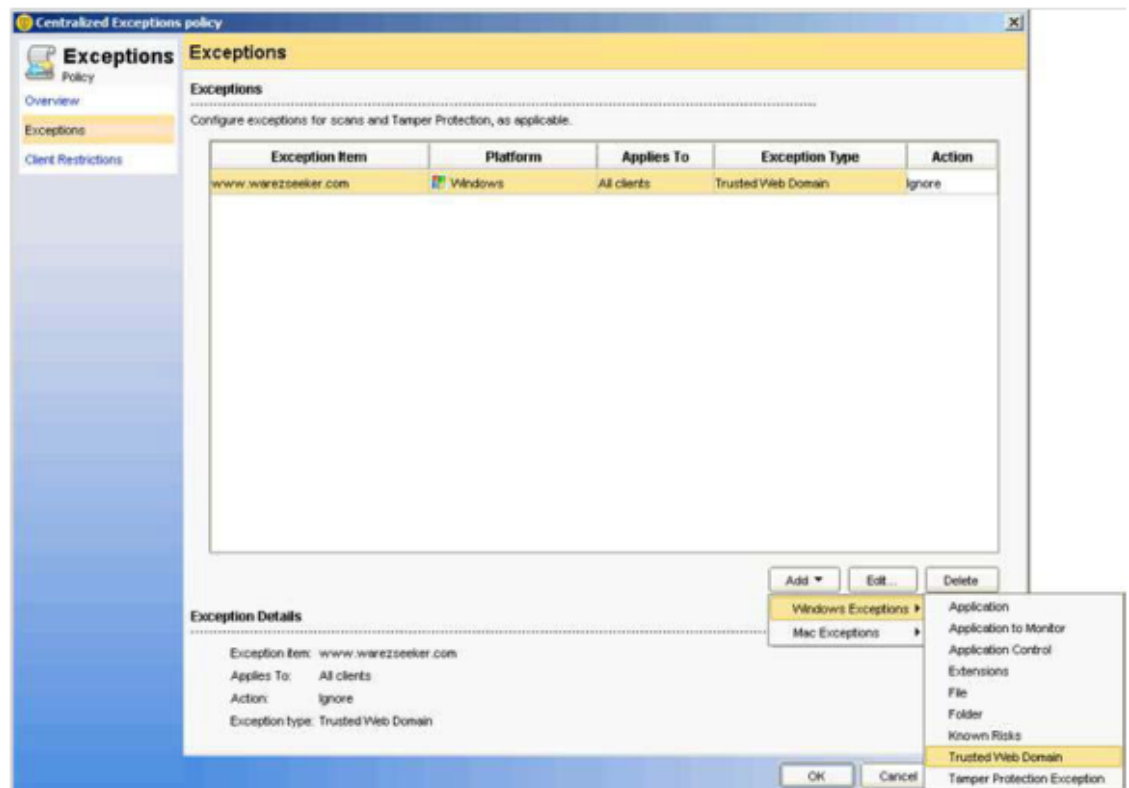 Centralized Exceptions policy
Exceptions
Policy
Overview
Exceptions
Client Restrictions
Exceptions
Exceptions
Configure exceptions for scans and Tamper Protection, as applicable.
Exception Item Platform Applies To Exception Type Action
www.warezseeker.com Windows All clients Trusted Web Domain Ignore
Add Edit... Delete
Windows Exceptions
Mac Exceptions
Application
Application to Monitor
Application Control
Extensions
File
Folder
Known Risks
Trusted Web Domain
Tamper Protection Exception
Exception Details
Exception Item: www.warezseeker.com
Applies To: All clients
Action: Ignore
Exception type: Trusted Web Domain
OK Cancel